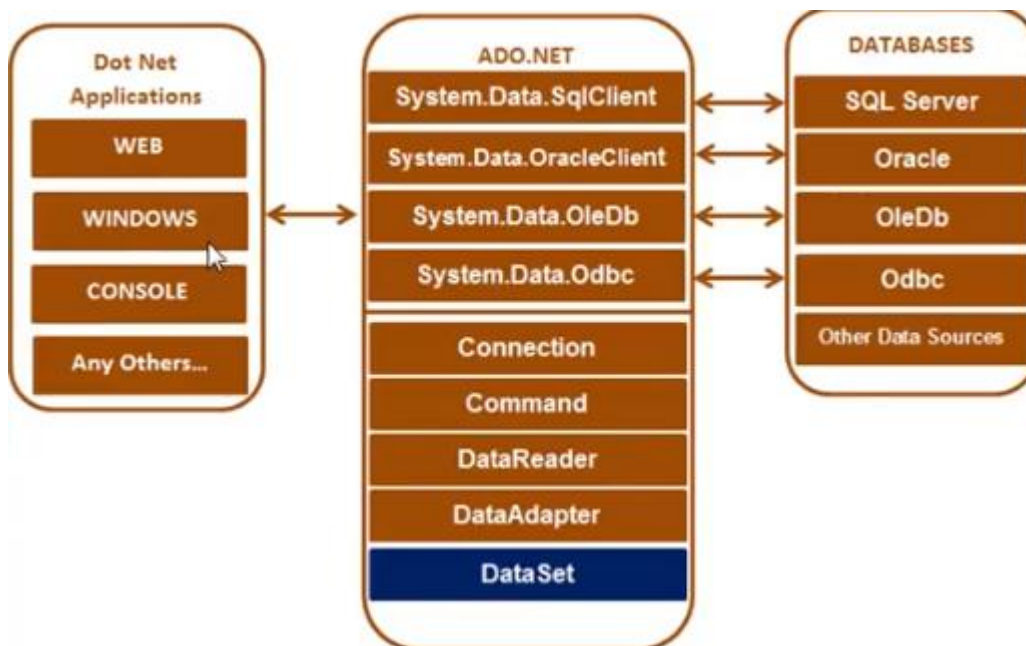 Dot Net
Applications
WEB
WINDOWS
CONSOLE
Any Others...
ADO.NET
System.Data.SqlClient
System.Data.OracleClient
System.Data.OleDb
System.Data.Odbc
Connection
Command
DataReader
DataAdapter
DataSet
DATABASES
SQL Server
Oracle
OleDb
Odbc
Other Data Sources